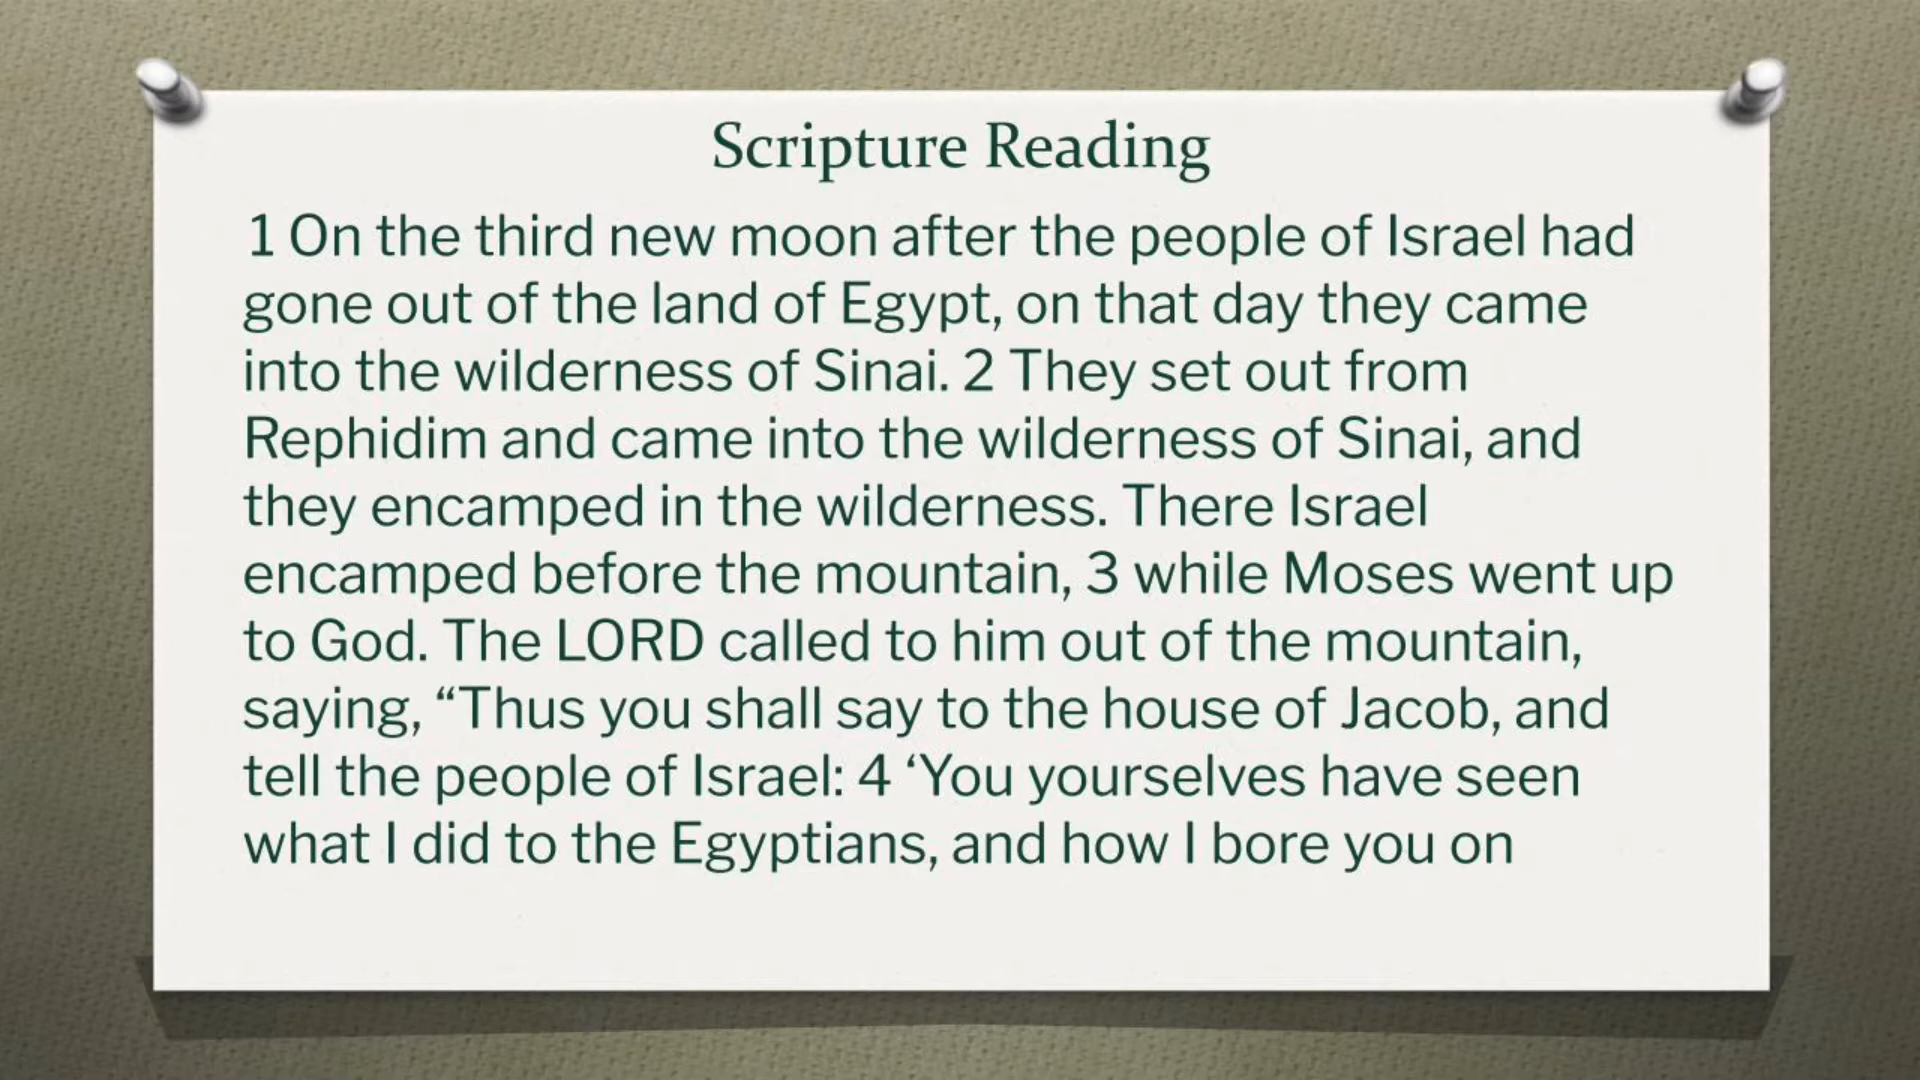 Scripture Reading
1 On the third new moon after the people of Israel had
gone out of the land of Egypt, on that day they came
into the wilderness of Sinai. 2 They set out from
Rephidim and came into the wilderness of Sinai, and
they encamped in the wilderness. There Israel
encamped before the mountain, 3 while Moses went up
to God. The LORD called to him out of the mountain,
saying, “Thus you shall say to the house of Jacob, and
tell the people of Israel: 4 ‘You yourselves have seen
what I did to the Egyptians, and how I bore you on